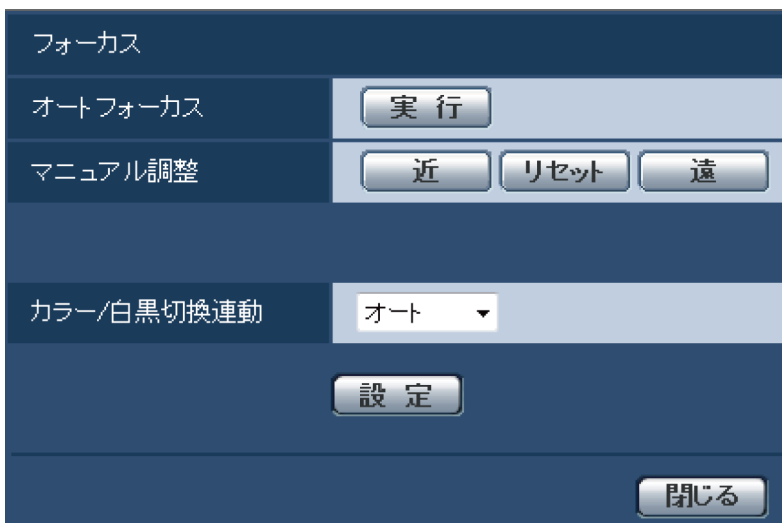 フォーカス
オートフォーカス 実 行
マニュアル調整 近 リセット 遠
カラー/白黒切換連動 オート
設 定
閉じる